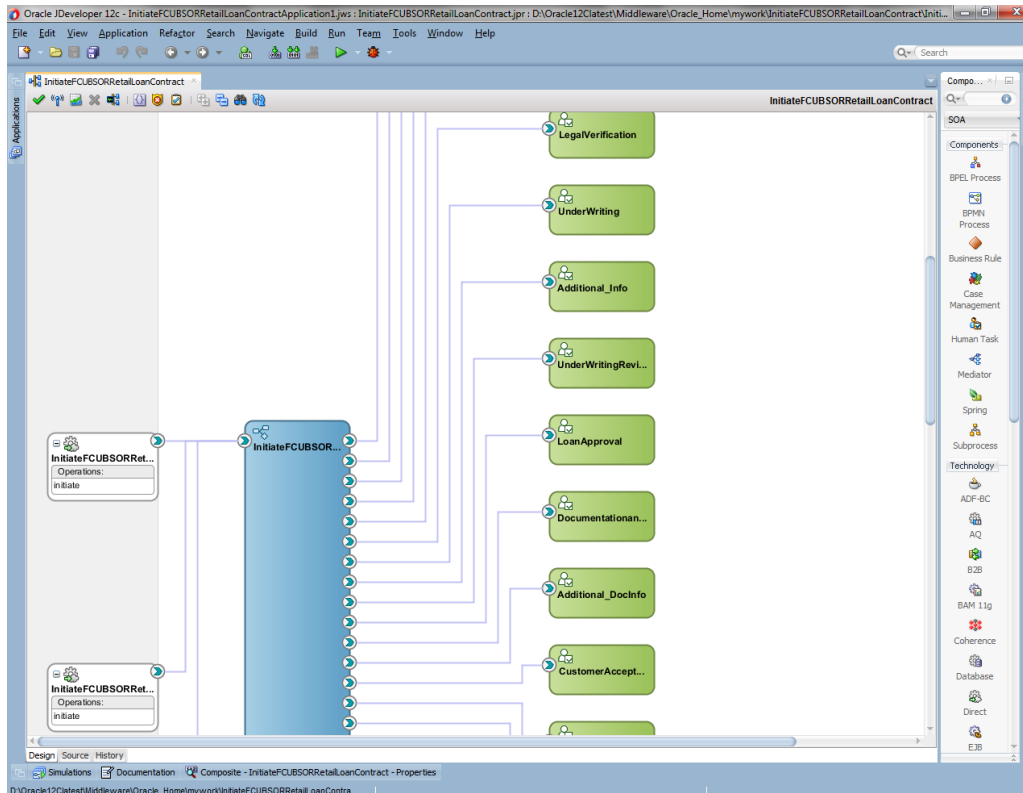 Oracle JDeveloper 12c - InitiateFCUBSORRetailLoanContractApplication1.jws : InitiateFCUBSORRetailLoanContract.jpr : D:\Oracle12Clatest\Middleware\Oracle_Home\mywork\InitiateFCUBSORRetailLoanContract\Initi...
File Edit View Application Refactor Search Navigate Build Run Team Tools Window Help
Search
InitiateFCUBSORRetailLoanContract
Applications
InitiateFCUBSORRetailLoanContract
LegalVerification
UnderWriting
Additional_Info
UnderWritingRevi...
LoanApproval
Documentationan...
Additional_DocInfo
CustomerAccept...
InitiateFCUBSORRet...
Operations:
initiate
InitiateFCUBSOR...
InitiateFCUBSORRet...
Operations:
initiate
Compo...
SOA
Components
BPEL Process
BPMN
Process
Business Rule
Case
Management
Human Task
Mediator
Spring
Subprocess
Technology
ADF-BC
AQ
B2B
BAM 11g
Coherence
Database
Direct
EJB
Design Source History
Simulations Documentation Composite - InitiateFCUBSORRetailLoanContract - Properties
D:\Oracle12Clatest\Middleware\Oracle_Home\mywork\InitiateFCUBSORRetailLoanContra